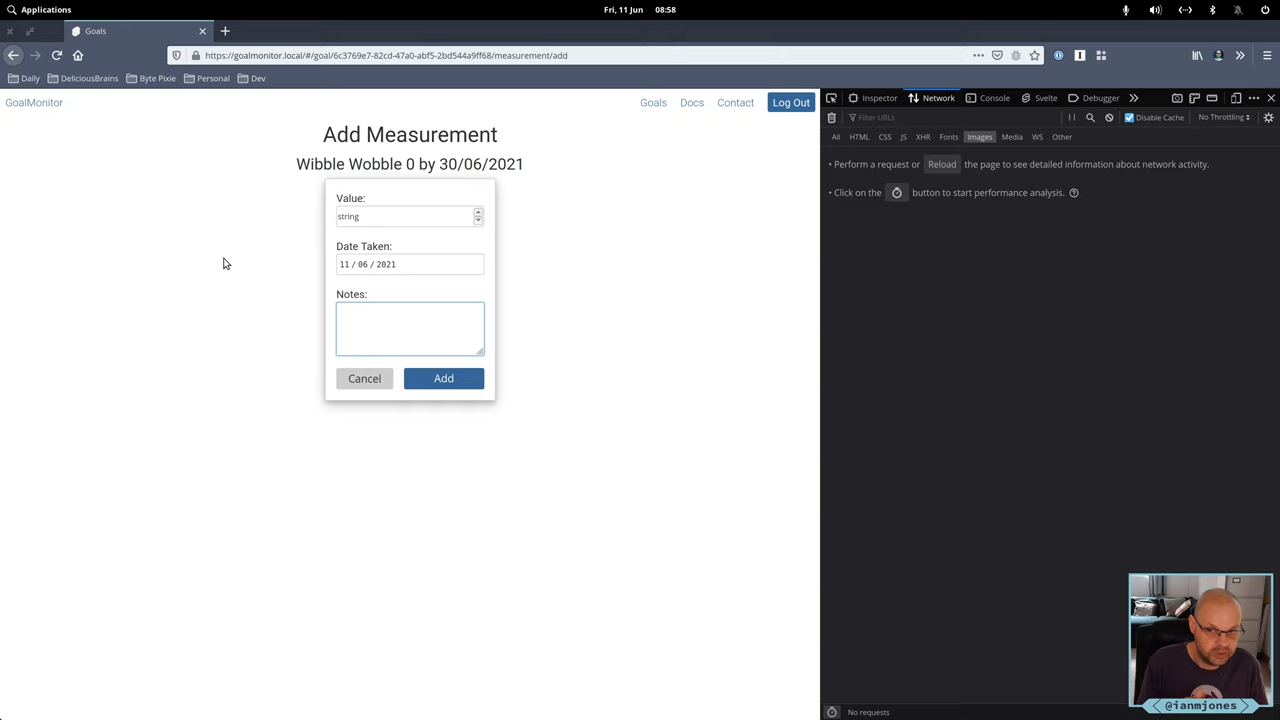 Applications
Fri, 11 Jun 08:58
Goals
https://goalmonitor.local/#/goal/6c3769e7-82cd-47a0-abf5-2bd544a9ff68/measurement/add
Daily DeliciousBrains Byte Pixie Personal Dev
GoalMonitor Goals Docs Contact Log Out
Add Measurement
Wibble Wobble 0 by 30/06/2021
Value:
string
Date Taken:
11 / 06 / 2021
Notes:
Cancel Add
Inspector Network Console Svelte Debugger
Filter URLs Disable Cache No Throttling
All HTML CSS JS XHR Fonts Images Media WS Other
• Perform a request or Reload the page to see detailed information about network activity.
• Click on the button to start performance analysis.
No requests
@ianmjones